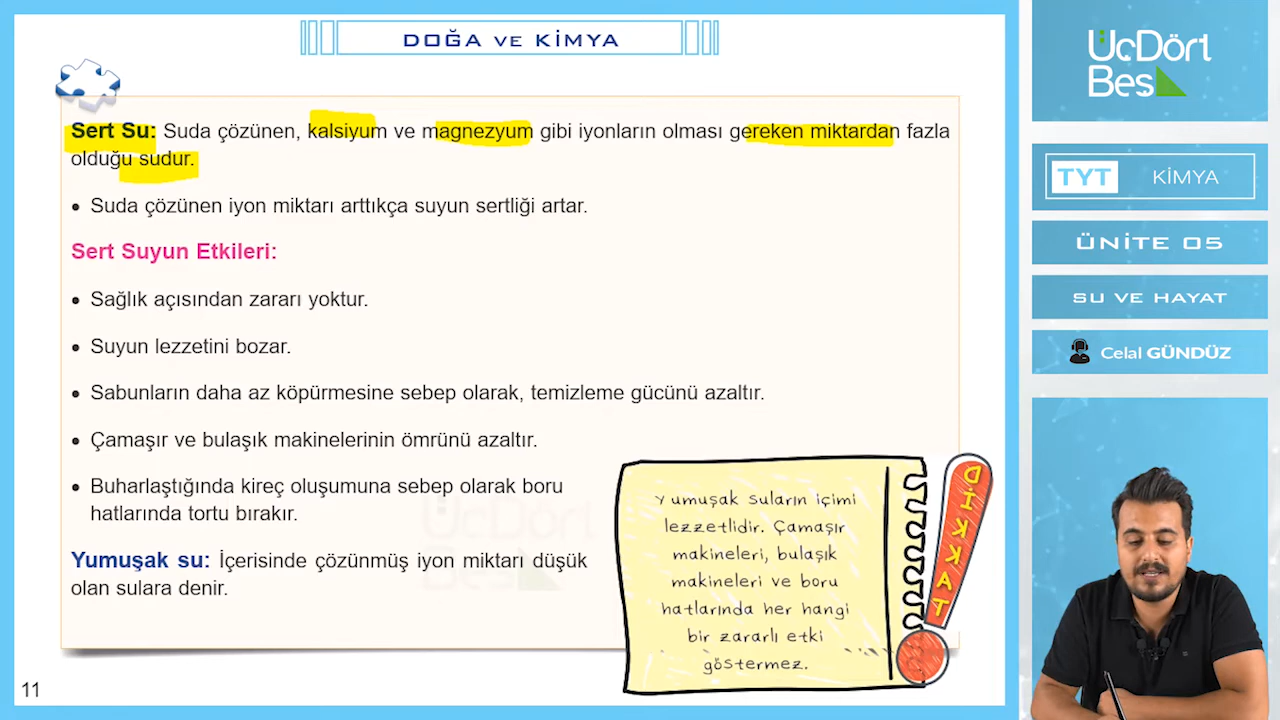 DOĞA VE KİMYA
Sert Su: Suda çözünen, kalsiyum ve magnezyum gibi iyonların olması gereken miktardan fazla
olduğu sudur.
• Suda çözünen iyon miktarı arttıkça suyun sertliği artar.
Sert Suyun Etkileri:
• Sağlık açısından zararı yoktur.
• Suyun lezzetini bozar.
• Sabunların daha az köpürmesine sebep olarak, temizleme gücünü azaltır.
• Çamaşır ve bulaşık makinelerinin ömrünü azaltır.
• Buharlaştığında kireç oluşumuna sebep olarak boru
hatlarında tortu bırakır.
Yumuşak su: İçerisinde çözünmüş iyon miktarı düşük
olan sulara denir.
Yumuşak suların içimi
lezzetlidir. Çamaşır
makineleri, bulaşık
makineleri ve boru
hatlarında her hangi
bir zararlı etki
göstermez.
DİKKAT
ÜçDört
Beş
11
ÜçDört
Beş
TYT KİMYA
ÜNİTE 05
SU VE HAYAT
Celal GÜNDÜZ